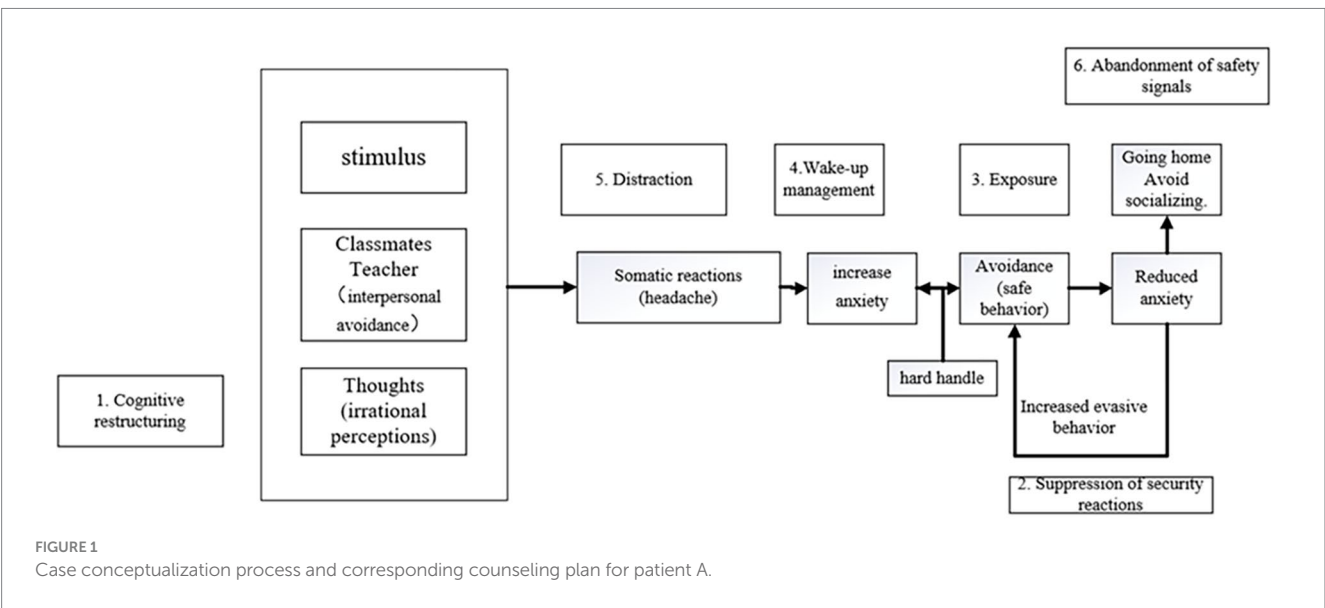 6. Abandonment of safety
signals
stimulus
5. Distraction
4.Wake-up
management
3. Exposure
Going home
Avoid
socializing.
Classmates
Teacher
（interpersonal
avoidance）
Somatic reactions
(headache)
increase
anxiety
Avoidance
(safe
behavior)
Reduced
anxiety
hard handle
Thoughts
(irrational
perceptions)
1. Cognitive
restructuring
Increased evasive
behavior
2. Suppression of security
reactions
FIGURE 1
Case conceptualization process and corresponding counseling plan for patient A.